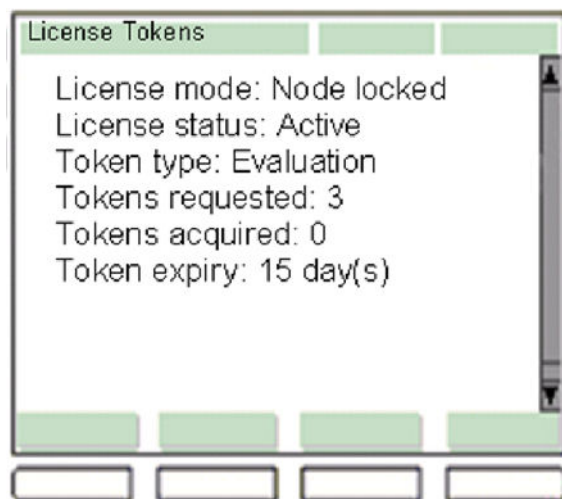 License Tokens
License mode: Node locked
License status: Active
Token type: Evaluation
Tokens requested: 3
Tokens acquired: 0
Token expiry: 15 day(s)